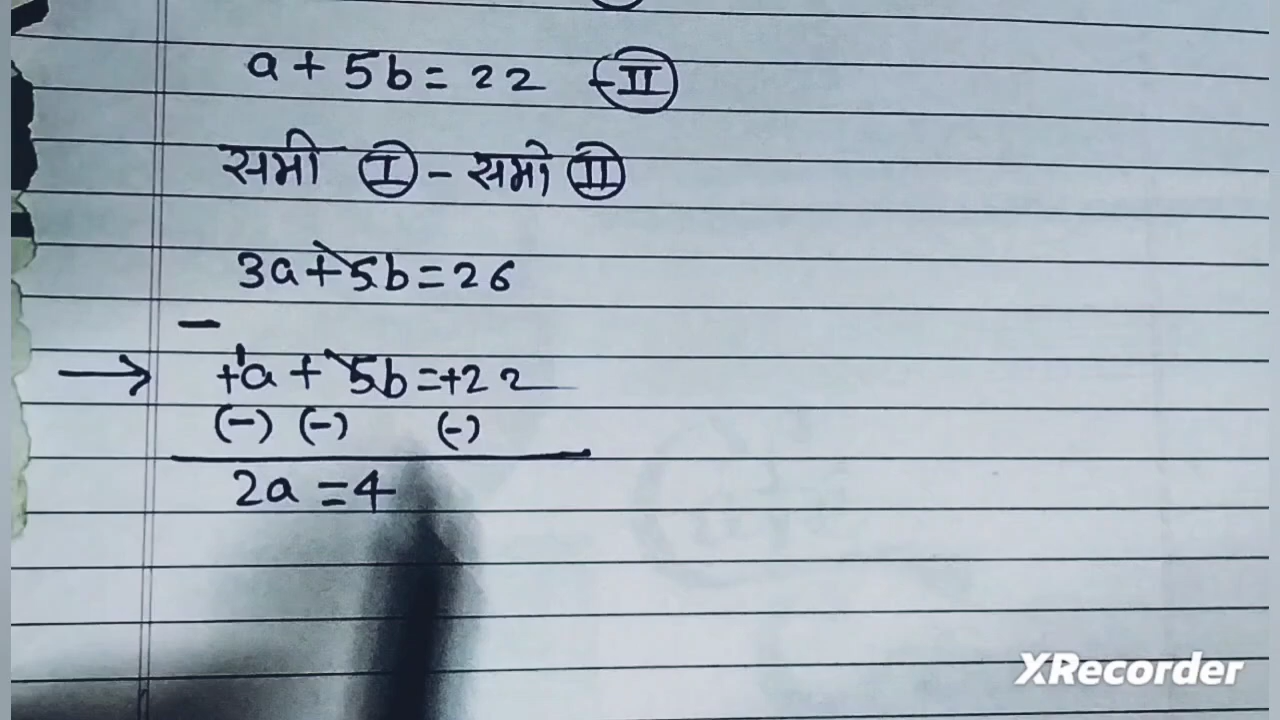 a + 5b = 22 -II
समी I - समी II
3a + 5b = 26
-
→ +a + 5b = +22
(-) (-) (-)
2a = 4
XRecorder